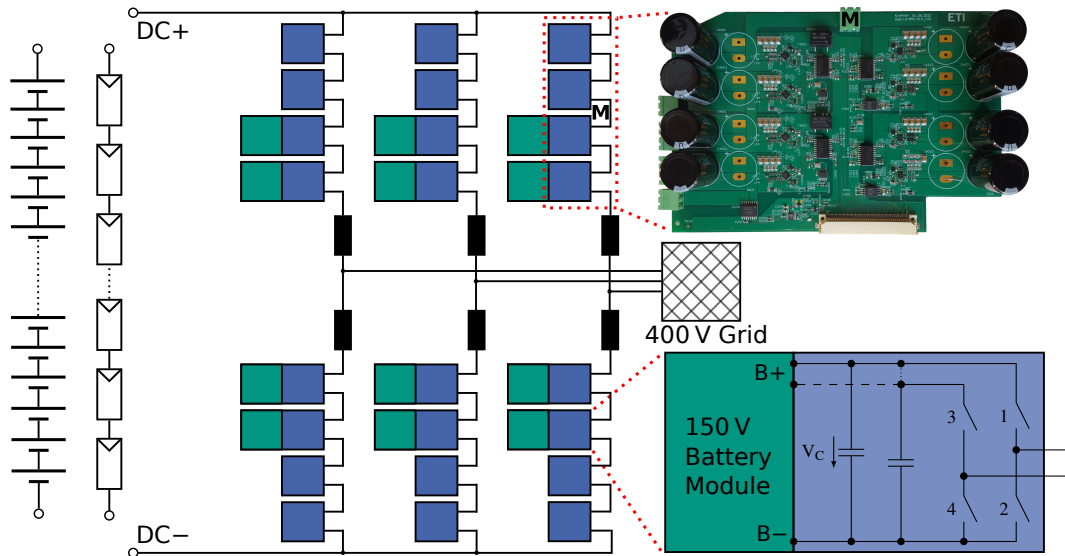 DC+
M
ETI
M
400 V Grid
B+
150 V
Battery
Module
V_C
3
1
4
2
B−
DC−